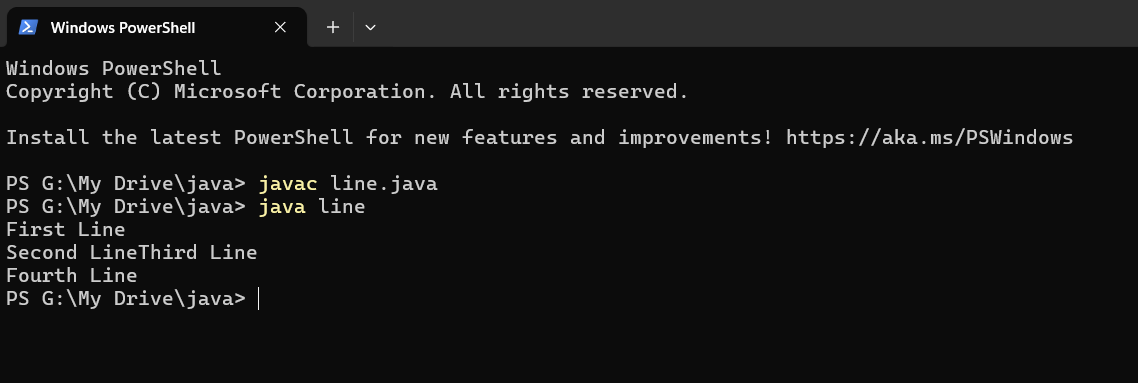 Windows PowerShell
Windows PowerShell
Copyright (C) Microsoft Corporation. All rights reserved.
Install the latest PowerShell for new features and improvements! https://aka.ms/PSWindows
PS G:\My Drive\java> javac line.java
PS G:\My Drive\java> java line
First Line
Second LineThird Line
Fourth Line
PS G:\My Drive\java>